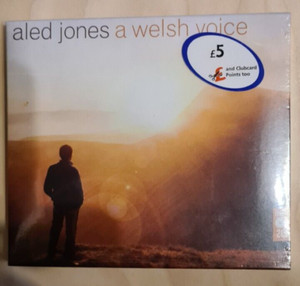 aled jones a welsh voice
£5
and Clubcard
Points too